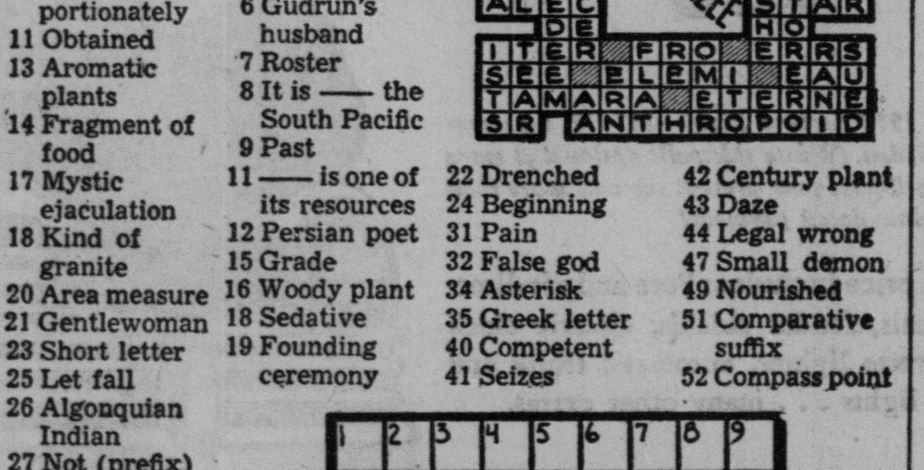 portionately
11 Obtained
13 Aromatic
plants
14 Fragment of
food
17 Mystic
ejaculation
18 Kind of
granite
20 Area measure
21 Gentlewoman
23 Short letter
25 Let fall
26 Algonquian
Indian
27 Not (prefix)
6 Gudrun's
husband
7 Roster
8 It is —— the
South Pacific
9 Past
11 —— is one of
its resources
12 Persian poet
15 Grade
16 Woody plant
18 Sedative
19 Founding
ceremony
ALEC STAR
DE HO
ITER FRO ERRS
SEE ELEMI EAU
TAMARA ETERNE
SR ANTHROPOID
22 Drenched
24 Beginning
31 Pain
32 False god
34 Asterisk
35 Greek letter
40 Competent
41 Seizes
42 Century plant
43 Daze
44 Legal wrong
47 Small demon
49 Nourished
51 Comparative
suffix
52 Compass point
1 2 3 4 5 6 7 8 9